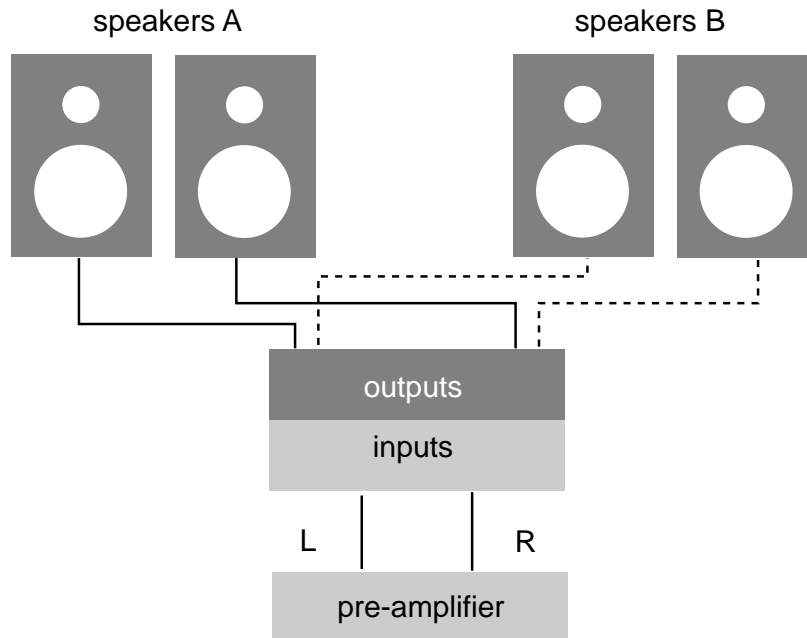 speakers A
speakers B
outputs
inputs
L
R
pre-amplifier